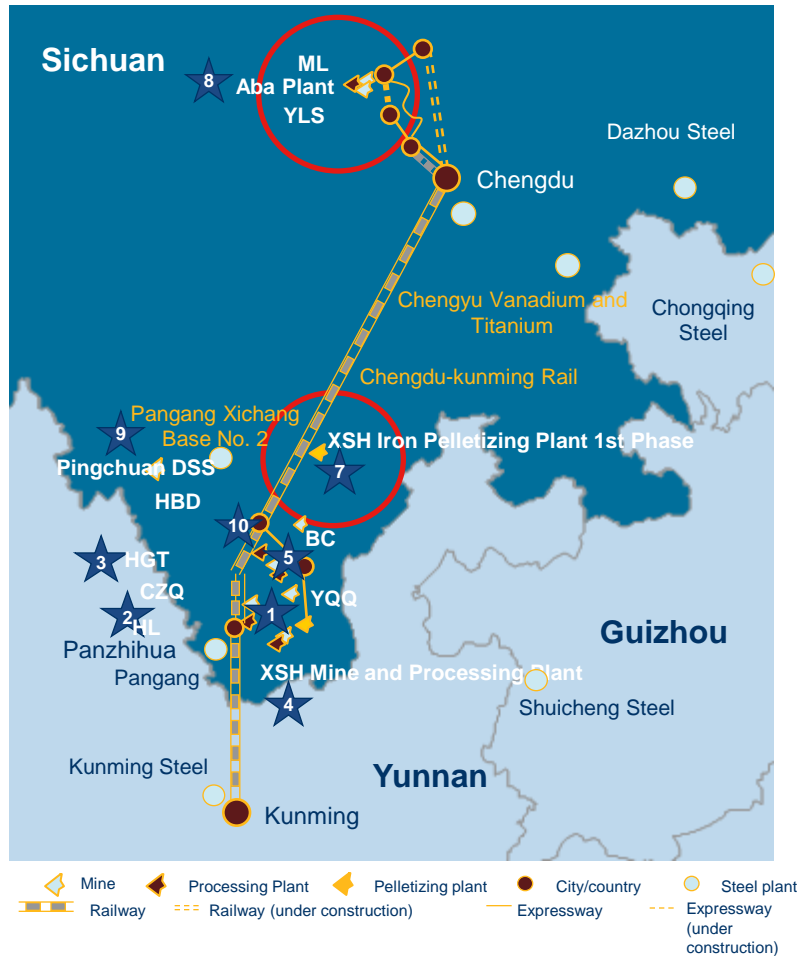 Sichuan
8
ML
Aba Plant
YLS
Dazhou Steel
Chengdu
Chengyu Vanadium and
Titanium
Chongqing
Steel
Chengdu-kunming Rail
Pangang Xichang
Base No. 2
9
XSH Iron Pelletizing Plant 1st Phase
Pingchuan DSS
7
HBD
10
BC
5
3
HGT
CZQ
YQQ
2
HL
1
Guizhou
Panzhihua
Pangang
XSH Mine and Processing Plant
4
Shuicheng Steel
Kunming Steel
Yunnan
Kunming
Mine
Processing Plant
Pelletizing plant
City/country
Steel plant
Railway
Railway (under construction)
Expressway
Expressway
(under
construction)